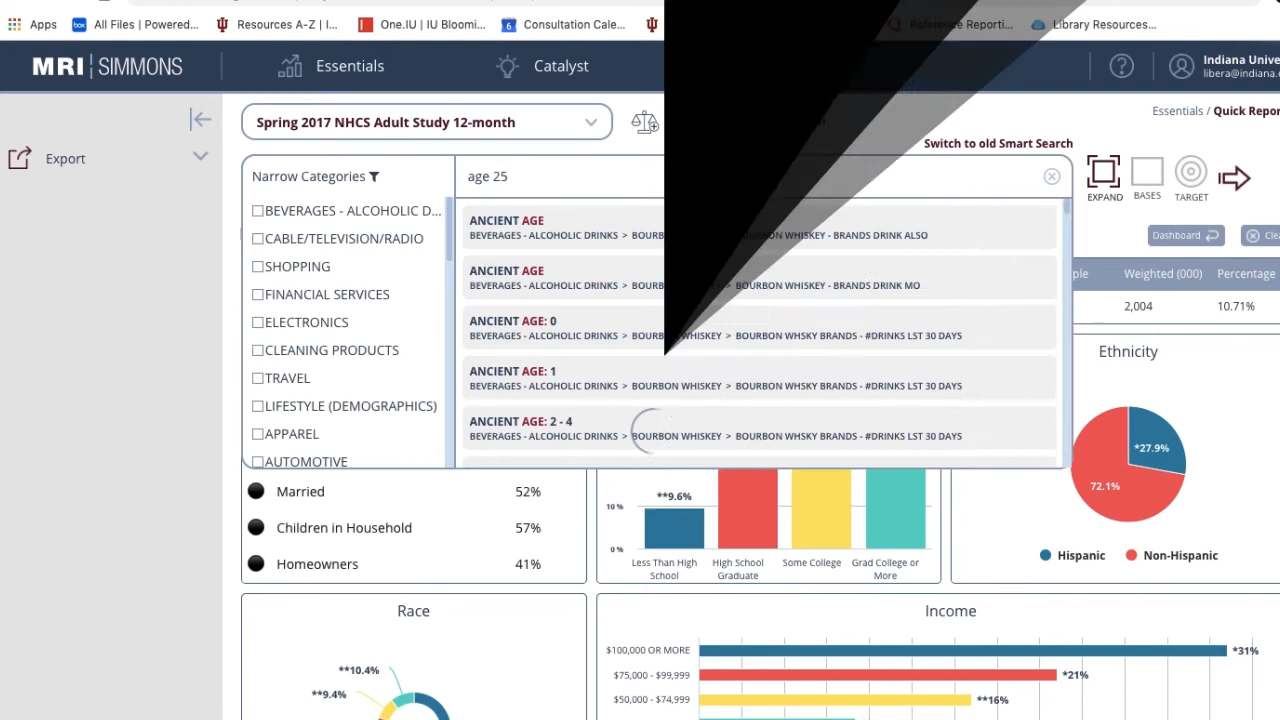 Apps All Files | Powered... Resources A-Z | I... One.IU | IU Bloomi... 6 Consultation Cale... Reference Reporti... Library Resources...
MRI | SIMMONS Essentials Catalyst ? Indiana Unive
libera@indiana.
Essentials / Quick Repor
Spring 2017 NHCS Adult Study 12-month
Switch to old Smart Search
Export
Narrow Categories age 25
EXPAND BASES TARGET
BEVERAGES - ALCOHOLIC D...
CABLE/TELEVISION/RADIO
SHOPPING
FINANCIAL SERVICES
ELECTRONICS
CLEANING PRODUCTS
TRAVEL
LIFESTYLE (DEMOGRAPHICS)
APPAREL
AUTOMOTIVE
ANCIENT AGE
BEVERAGES - ALCOHOLIC DRINKS > BOURB WHISKEY - BRANDS DRINK ALSO
ANCIENT AGE
BEVERAGES - ALCOHOLIC DRINKS > BOURB > BOURBON WHISKEY - BRANDS DRINK MO
ANCIENT AGE: 0
BEVERAGES - ALCOHOLIC DRINKS > BOURBON WHISKEY > BOURBON WHSKY BRANDS - #DRINKS LST 30 DAYS
ANCIENT AGE: 1
BEVERAGES - ALCOHOLIC DRINKS > BOURBON WHISKEY > BOURBON WHSKY BRANDS - #DRINKS LST 30 DAYS
ANCIENT AGE: 2 - 4
BEVERAGES - ALCOHOLIC DRINKS > BOURBON WHISKEY > BOURBON WHSKY BRANDS - #DRINKS LST 30 DAYS
Dashboard Clea
ple Weighted (000) Percentage
2,004 10.71%
Married 52%
Children in Household 57%
Homeowners 41%
**9.6%
10 %
0 %
Less Than High School
High School Graduate
Some College
Grad College or More
Ethnicity
*27.9%
72.1%
Hispanic Non-Hispanic
Race
**10.4%
**9.4%
Income
$100,000 OR MORE *31%
$75,000 - $99,999 *21%
$50,000 - $74,999 **16%